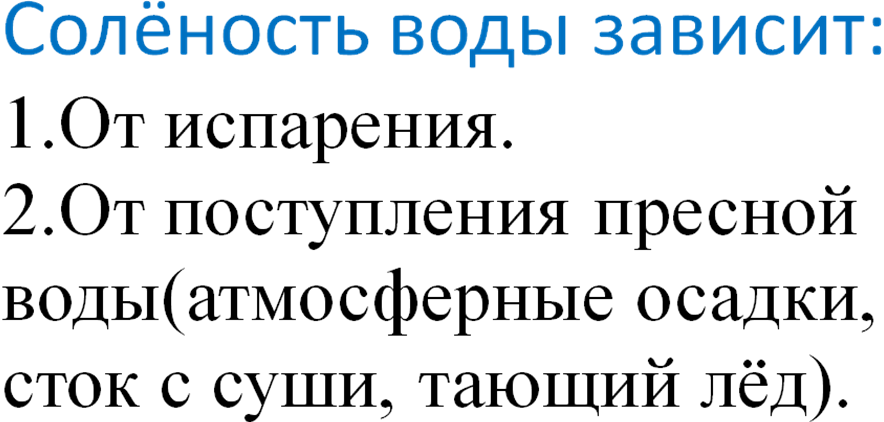 Солёность воды зависит:
1.От испарения.
2.От поступления пресной
воды(атмосферные осадки,
сток с суши, тающий лёд).